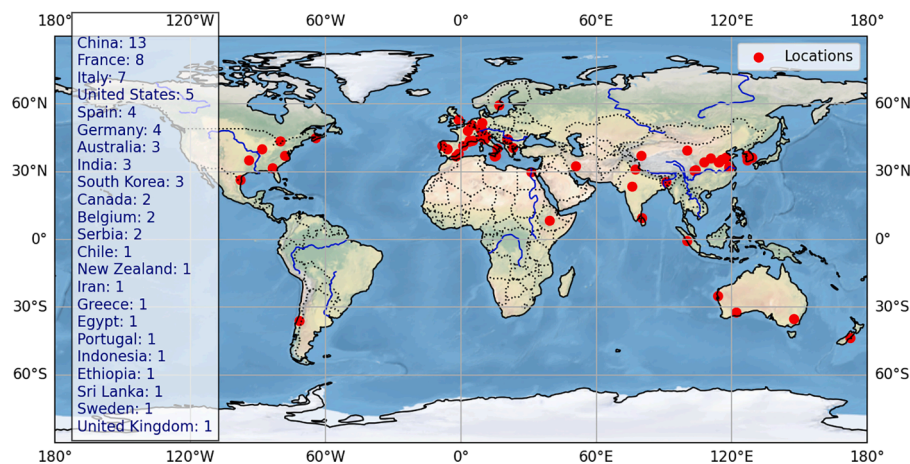 180° 120°W 60°W 0° 60°E 120°E 180°
China: 13
France: 8
Italy: 7
United States: 5
Spain: 4
Germany: 4
Australia: 3
India: 3
South Korea: 3
Canada: 2
Belgium: 2
Serbia: 2
Chile: 1
New Zealand: 1
Iran: 1
Greece: 1
Egypt: 1
Portugal: 1
Indonesia: 1
Ethiopia: 1
Sri Lanka: 1
Sweden: 1
United Kingdom: 1
Locations
60°N
30°N
0°
30°S
60°S
60°N
30°N
0°
30°S
60°S
180° 120°W 60°W 0° 60°E 120°E 180°